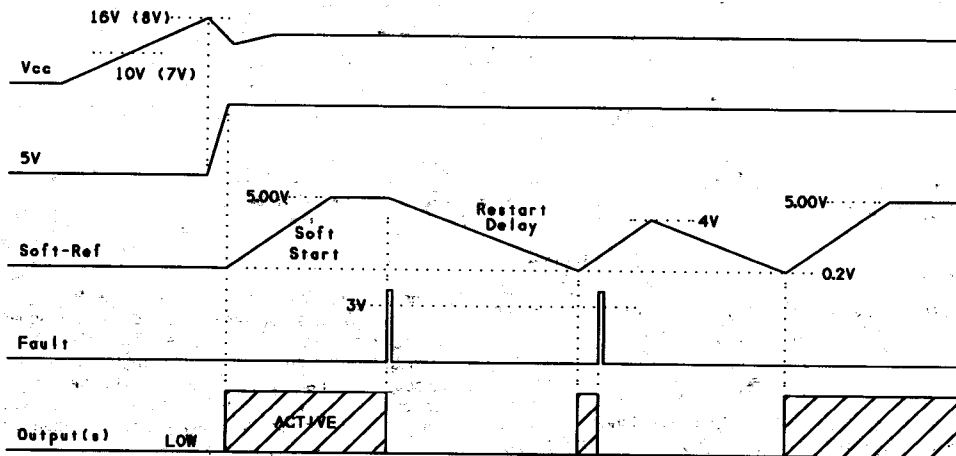 16V (8V)
Vcc
10V (7V)
5V
5.00V
Restart
Delay
4V
5.00V
Soft
Start
Soft-Ref
0.2V
3V
Fault
ACTIVE
Output(s)
LOW